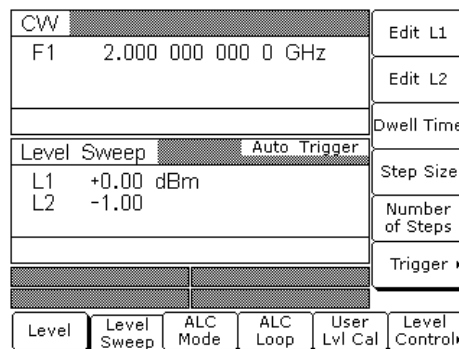 CW
F1 2.000 000 000 0 GHz
Level Sweep Auto Trigger
L1 +0.00 dBm
L2 -1.00
Edit L1
Edit L2
Dwell Time
Step Size
Number
of Steps
Trigger
Level
Level
Sweep
ALC
Mode
ALC
Loop
User
Lvl Cal
Level
Control